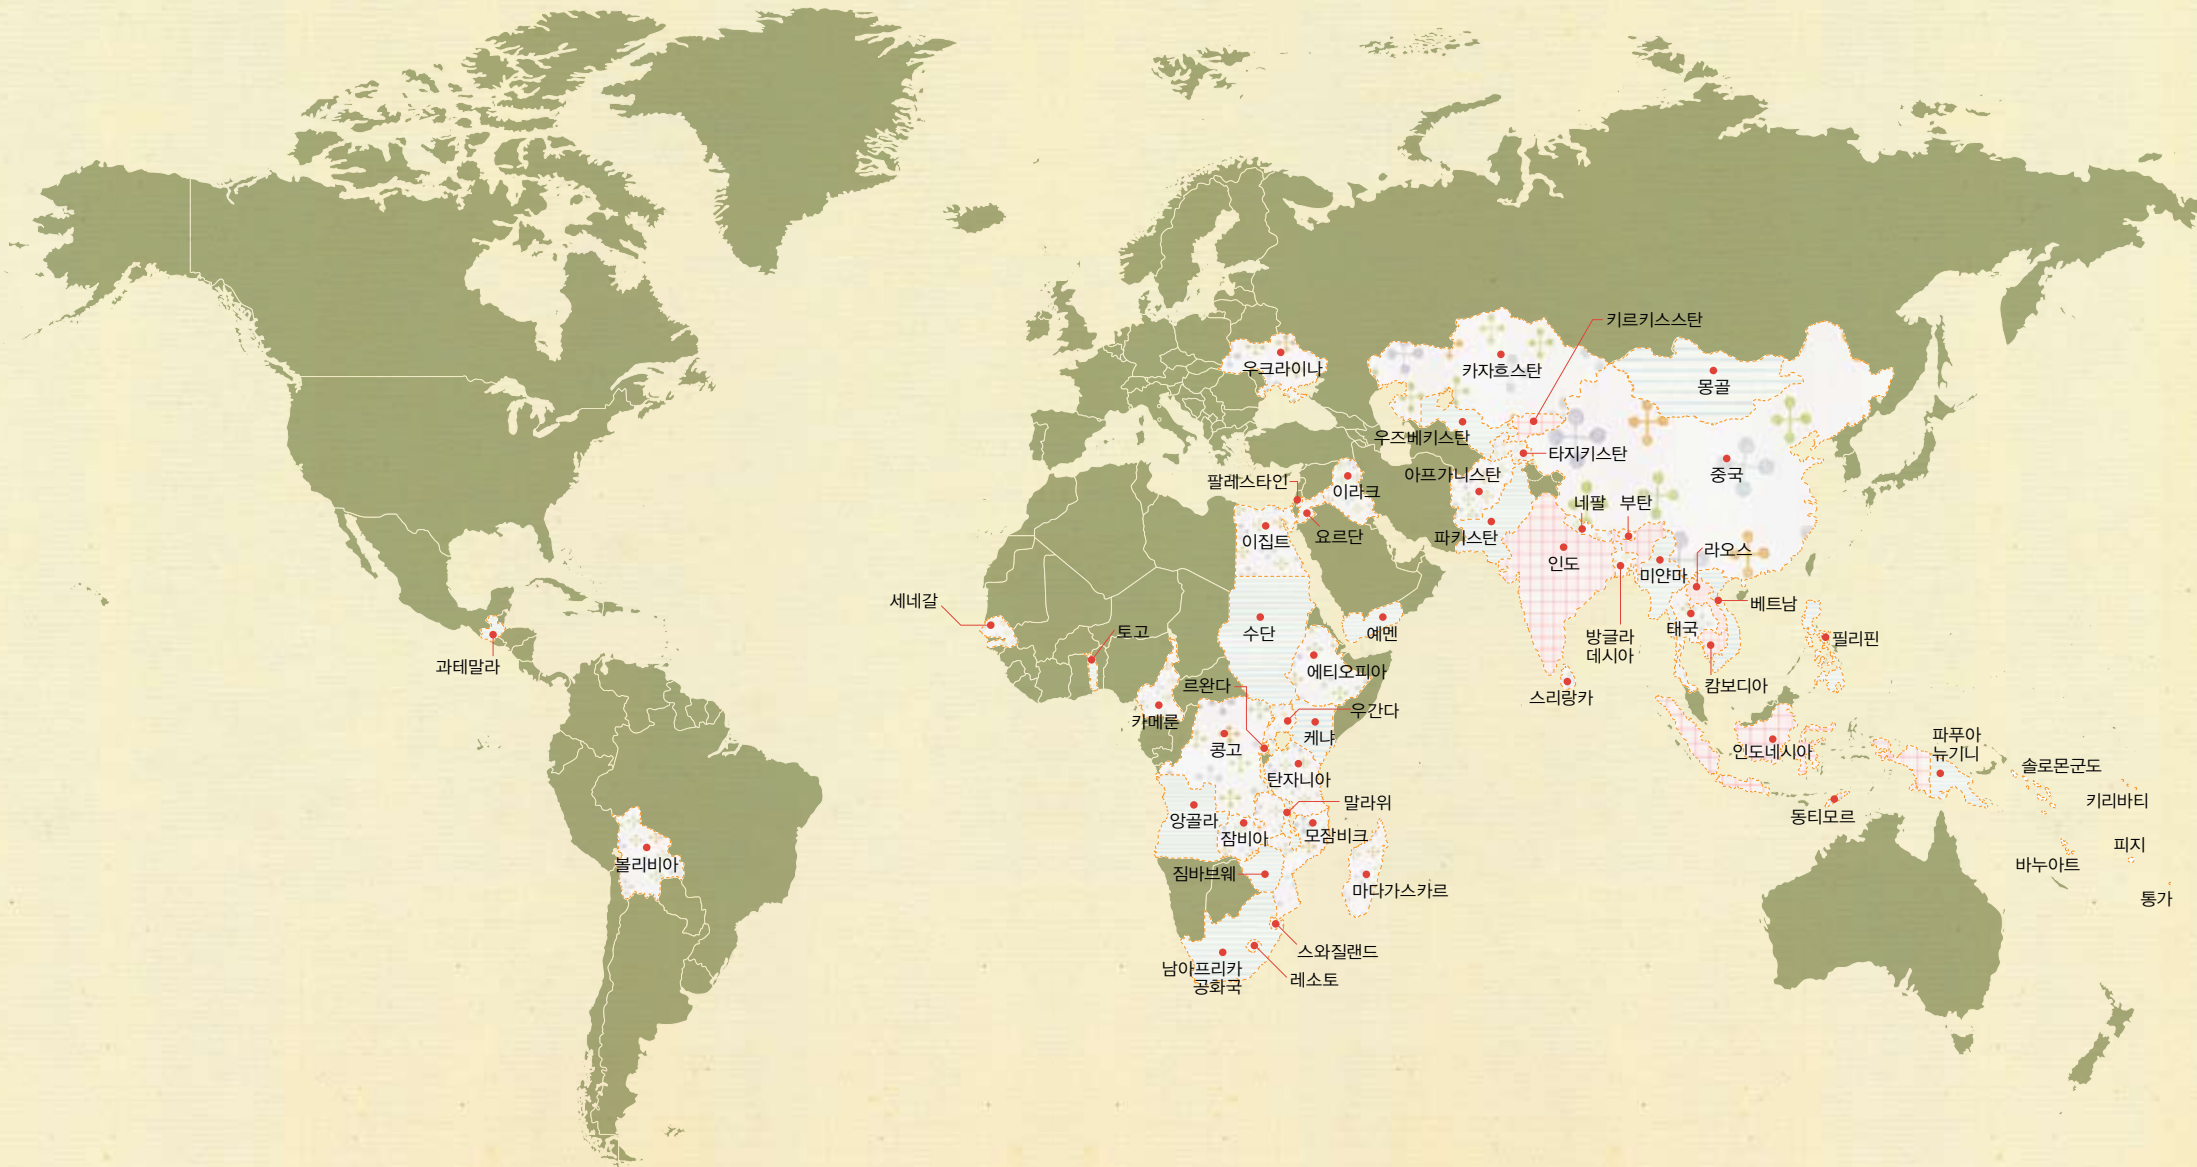 키르키스스탄
우크라이나
카자흐스탄
몽골
우즈베키스탄
타지키스탄
아프가니스탄
중국
팔레스타인
이라크
네팔
부탄
요르단
파키스탄
이집트
라오스
인도
미얀마
세네갈
베트남
토고
수단
예멘
태국
방글라
데시아
필리핀
과테말라
에티오피아
르완다
캄보디아
스리랑카
우간다
카메룬
케냐
콩고
인도네시아
파푸아
뉴기니
솔로몬군도
탄자니아
키리바티
말라위
동티모르
앙골라
잠비아
모잠비크
피지
볼리비아
바누아트
짐바브웨
마다가스카르
통가
스와질랜드
남아프리카
공화국
레소토